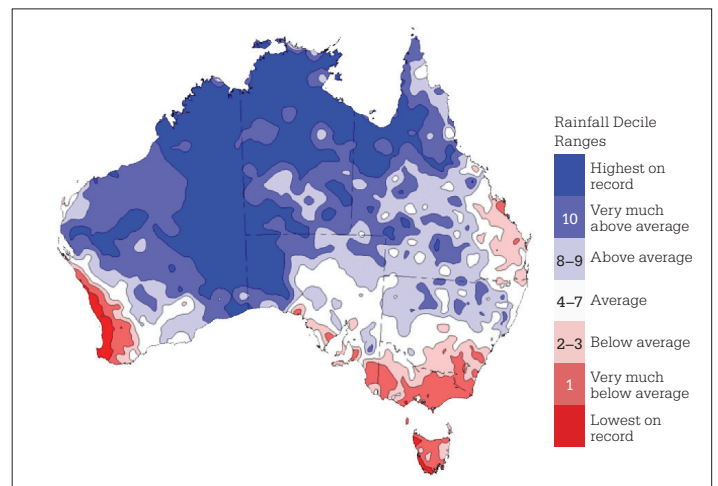 Rainfall Decile
Ranges
Highest on
record
10 Very much
above average
8–9 Above average
4–7 Average
2–3 Below average
1 Very much
below average
Lowest on
record